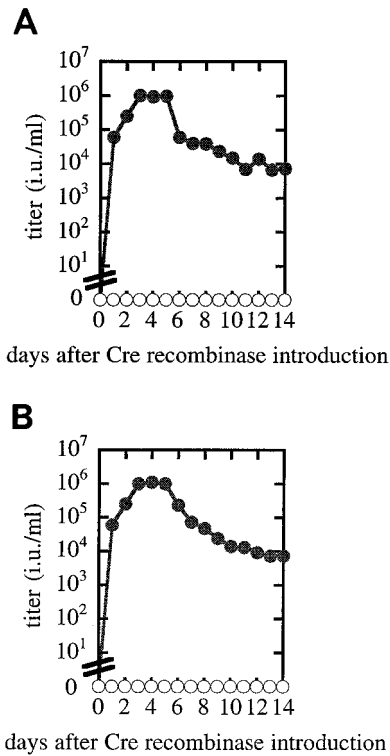 A
10^7
10^6
10^5
10^4
10^3
10^2
10^1
0
titer (i.u./ml)
0 2 4 6 8 10 12 14
days after Cre recombinase introduction
B
10^7
10^6
10^5
10^4
10^3
10^2
10^1
0
titer (i.u./ml)
0 2 4 6 8 10 12 14
days after Cre recombinase introduction